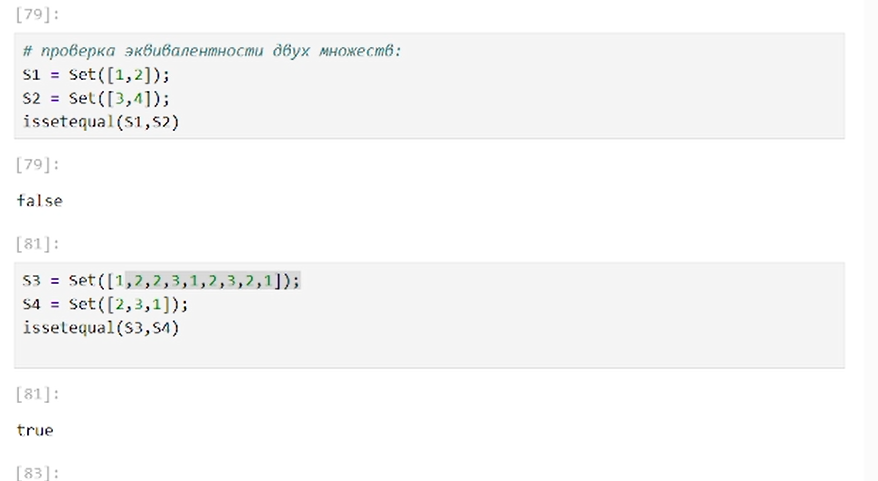 [79]:
# проверка эквивалентности двух множеств:
S1 = Set([1,2]);
S2 = Set([3,4]);
issetequal(S1,S2)
[79]:
false
[81]:
S3 = Set([1,2,2,3,1,2,3,2,1]);
S4 = Set([2,3,1]);
issetequal(S3,S4)
[81]:
true
[83]: